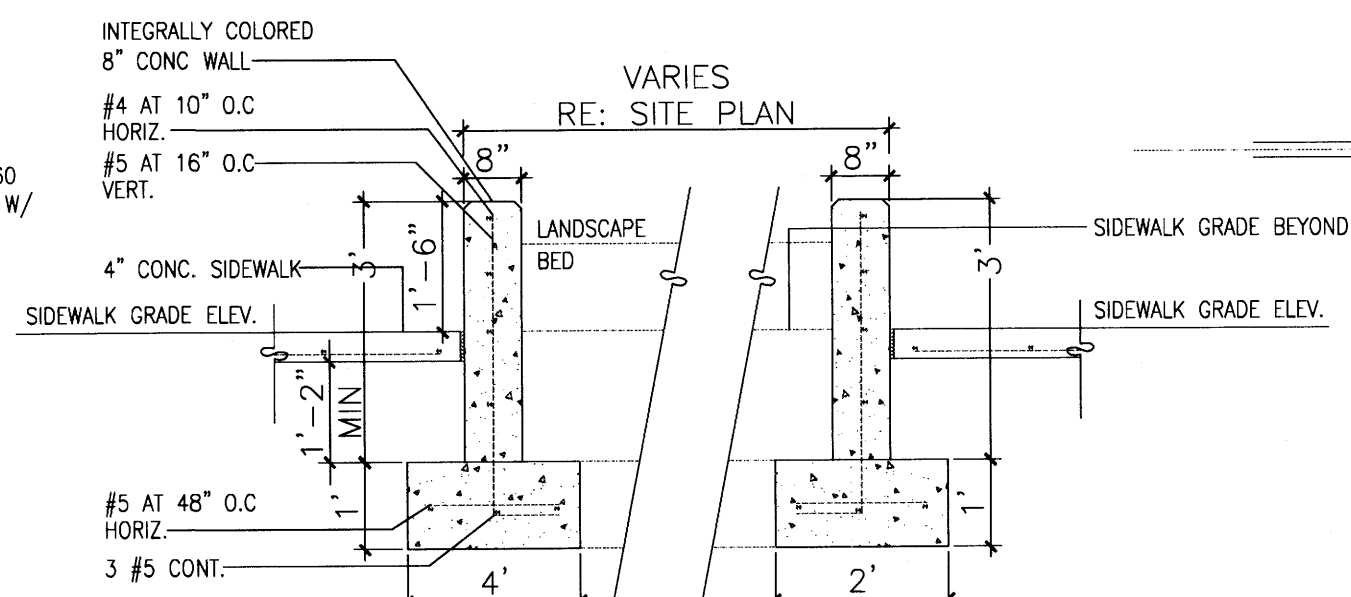 INTEGRALLY COLORED
8" CONC WALL
#4 AT 10" O.C
HORIZ.
#5 AT 16" O.C
VERT.
60
W/
VARIES
RE: SITE PLAN
8"
8"
LANDSCAPE
BED
SIDEWALK GRADE BEYOND
3'
1'-6"
3'
4" CONC. SIDEWALK
SIDEWALK GRADE ELEV.
SIDEWALK GRADE ELEV.
1'-2"
MIN
1'
1'
#5 AT 48" O.C
HORIZ.
3 #5 CONT.
4'
2'